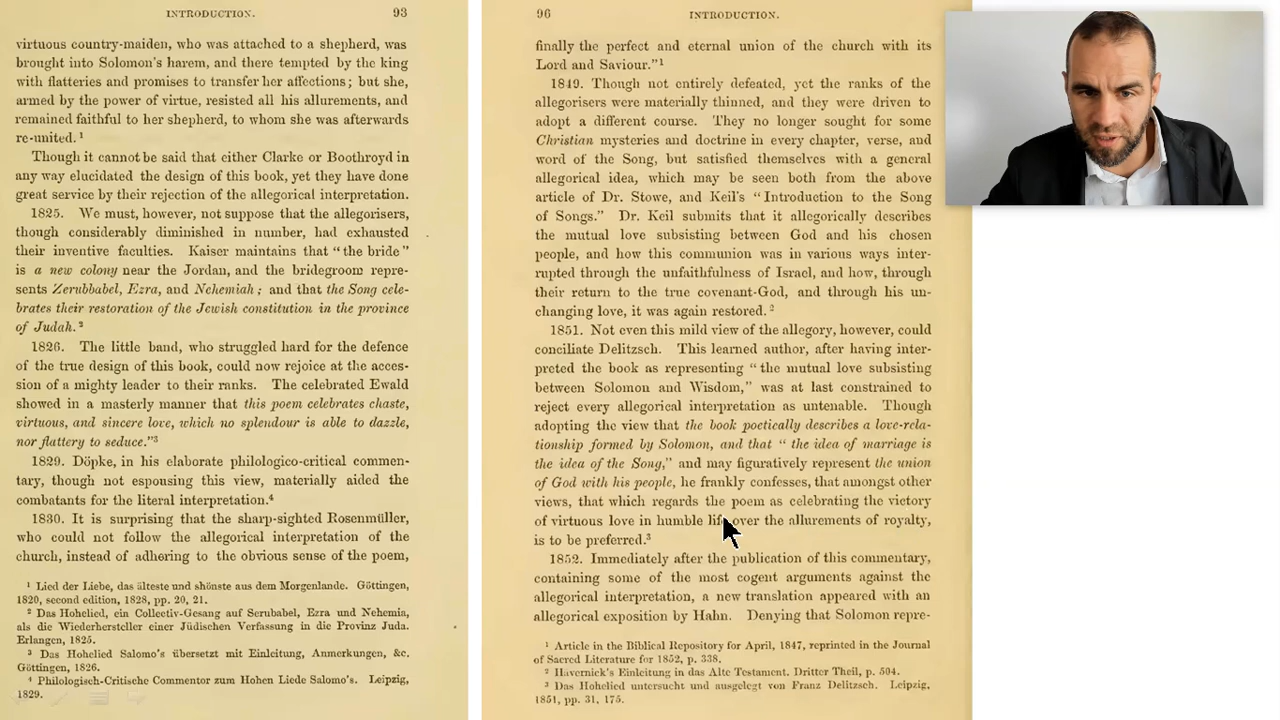 INTRODUCTION. 93
virtuous country-maiden, who was attached to a shepherd, was
brought into Solomon's harem, and there tempted by the king
with flatteries and promises to transfer her affections; but she,
armed by the power of virtue, resisted all his allurements, and
remained faithful to her shepherd, to whom she was afterwards
re-united.¹
Though it cannot be said that either Clarke or Boothroyd in
any way elucidated the design of this book, yet they have done
great service by their rejection of the allegorical interpretation.
1825. We must, however, not suppose that the allegorisers,
though considerably diminished in number, had exhausted
their inventive faculties. Kaiser maintains that “the bride”
is a new colony near the Jordan, and the bridegroom repre-
sents Zerubbabel, Ezra, and Nehemiah; and that the Song cele-
brates their restoration of the Jewish constitution in the province
of Judah.²
1826. The little band, who struggled hard for the defence
of the true design of this book, could now rejoice at the acces-
sion of a mighty leader to their ranks. The celebrated Ewald
showed in a masterly manner that this poem celebrates chaste,
virtuous, and sincere love, which no splendour is able to dazzle,
nor flattery to seduce.”³
1829. Döpke, in his elaborate philologico-critical commen-
tary, though not espousing this view, materially aided the
combatants for the literal interpretation.⁴
1830. It is surprising that the sharp-sighted Rosenmüller,
who could not follow the allegorical interpretation of the
church, instead of adhering to the obvious sense of the poem,
¹ Lied der Liebe, das älteste und shönste aus dem Morgenlande. Göttingen,
1820, second edition, 1828, pp. 20, 21.
² Das Hohelied, ein Collectiv-Gesang auf Serubabel, Ezra und Nehemia,
als die Wiederhersteller einer Jüdischen Verfassung in die Provinz Juda.
Erlangen, 1825.
³ Das Hohelied Salomo's übersetzt mit Einleitung, Anmerkungen, &c.
Göttingen, 1826.
⁴ Philologisch-Critische Commentor zum Hohen Liede Salomo's. Leipzig,
1829.
96 INTRODUCTION.
finally the perfect and eternal union of the church with its
Lord and Saviour.”¹
1849. Though not entirely defeated, yet the ranks of the
allegorisers were materially thinned, and they were driven to
adopt a different course. They no longer sought for some
Christian mysteries and doctrine in every chapter, verse, and
word of the Song, but satisfied themselves with a general
allegorical idea, which may be seen both from the above
article of Dr. Stowe, and Keil's “Introduction to the Song
of Songs.” Dr. Keil submits that it allegorically describes
the mutual love subsisting between God and his chosen
people, and how this communion was in various ways inter-
rupted through the unfaithfulness of Israel, and how, through
their return to the true covenant-God, and through his un-
changing love, it was again restored.²
1851. Not even this mild view of the allegory, however, could
conciliate Delitzsch. This learned author, after having inter-
preted the book as representing “the mutual love subsisting
between Solomon and Wisdom,” was at last constrained to
reject every allegorical interpretation as untenable. Though
adopting the view that the book poetically describes a love-rela-
tionship formed by Solomon, and that “the idea of marriage is
the idea of the Song,” and may figuratively represent the union
of God with his people, he frankly confesses, that amongst other
views, that which regards the poem as celebrating the victory
of virtuous love in humble life over the allurements of royalty,
is to be preferred.³
1852. Immediately after the publication of this commentary,
containing some of the most cogent arguments against the
allegorical interpretation, a new translation appeared with an
allegorical exposition by Hahn. Denying that Solomon repre-
¹ Article in the Biblical Repository for April, 1847, reprinted in the Journal
of Sacred Literature for 1852, p. 338.
² Hävernick's Einleitung in das Alte Testament. Dritter Theil, p. 504.
³ Das Hohelied untersucht und ausgelegt von Franz Delitzsch. Leipzig,
1851, pp. 31, 175.